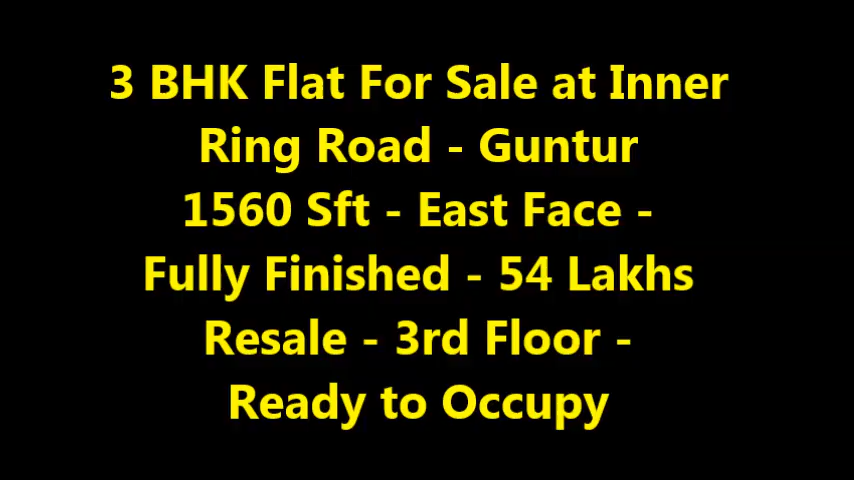 3 BHK Flat For Sale at Inner
Ring Road - Guntur
1560 Sft - East Face -
Fully Finished - 54 Lakhs
Resale - 3rd Floor -
Ready to Occupy